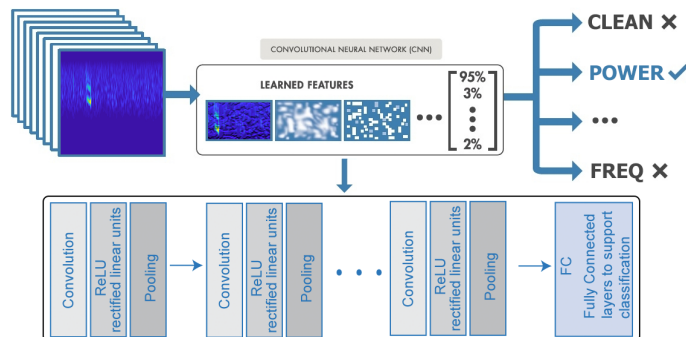 CONVOLUTIONAL NEURAL NETWORK (CNN)
LEARNED FEATURES
95%
3%
2%
CLEAN ✕
POWER ✓
...
FREQ ✕
Convolution
ReLU
rectified linear units
Pooling
Convolution
ReLU
rectified linear units
Pooling
Convolution
ReLU
rectified linear units
Pooling
FC
Fully Connected
layers to support
classification